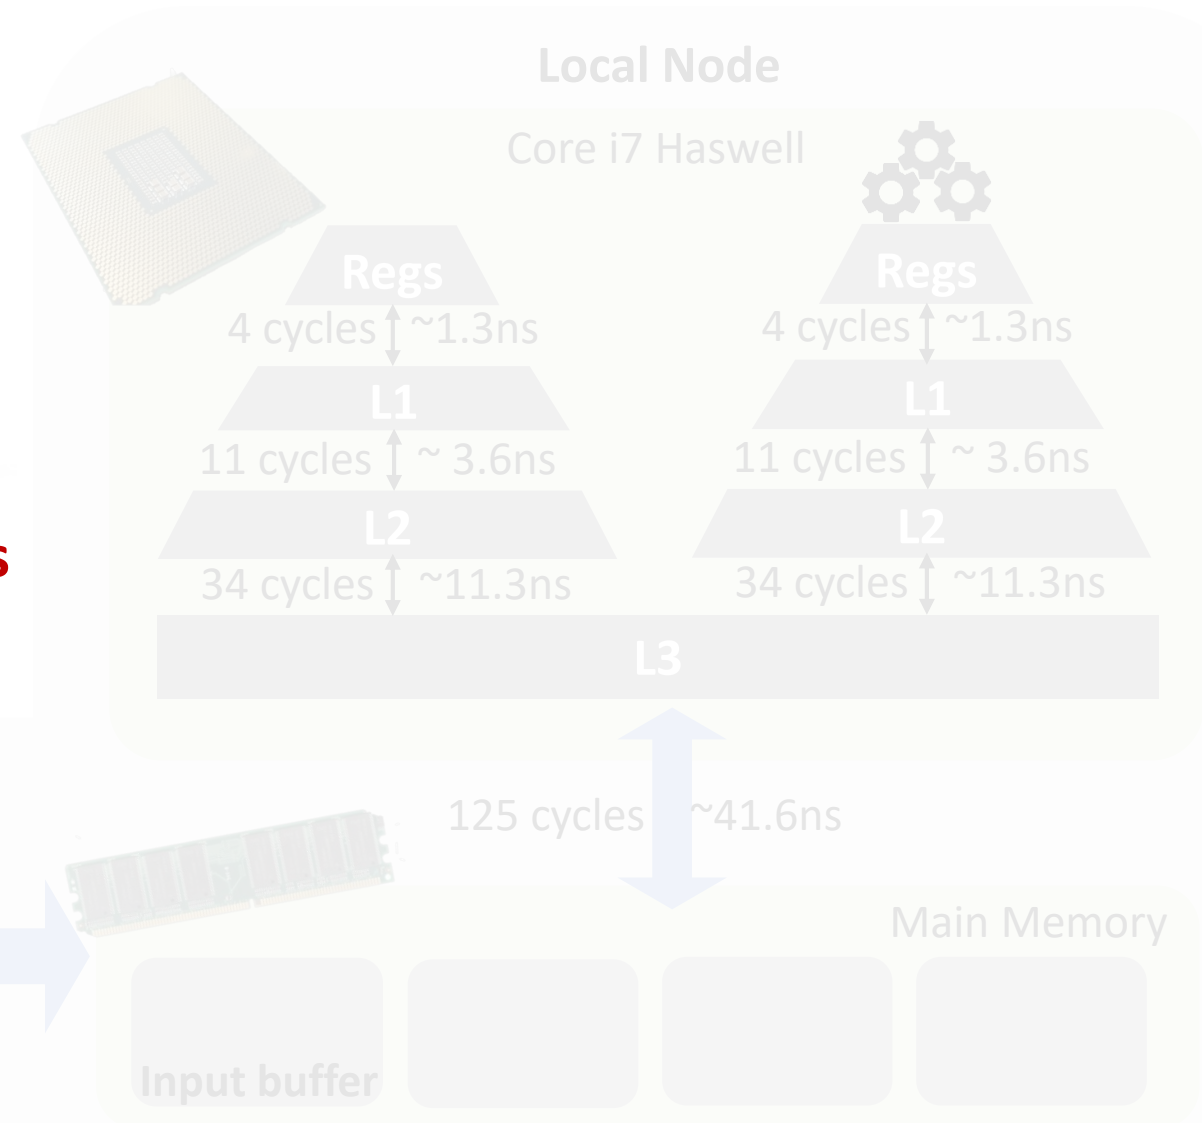 Local Node
Core i7 Haswell
Regs Regs
4 cycles ~1.3ns 4 cycles ~1.3ns
L1 L1
11 cycles ~ 3.6ns 11 cycles ~ 3.6ns
L2 L2
s
34 cycles ~11.3ns 34 cycles ~11.3ns
L3
125 cycles ~41.6ns
Main Memory
Input buffer